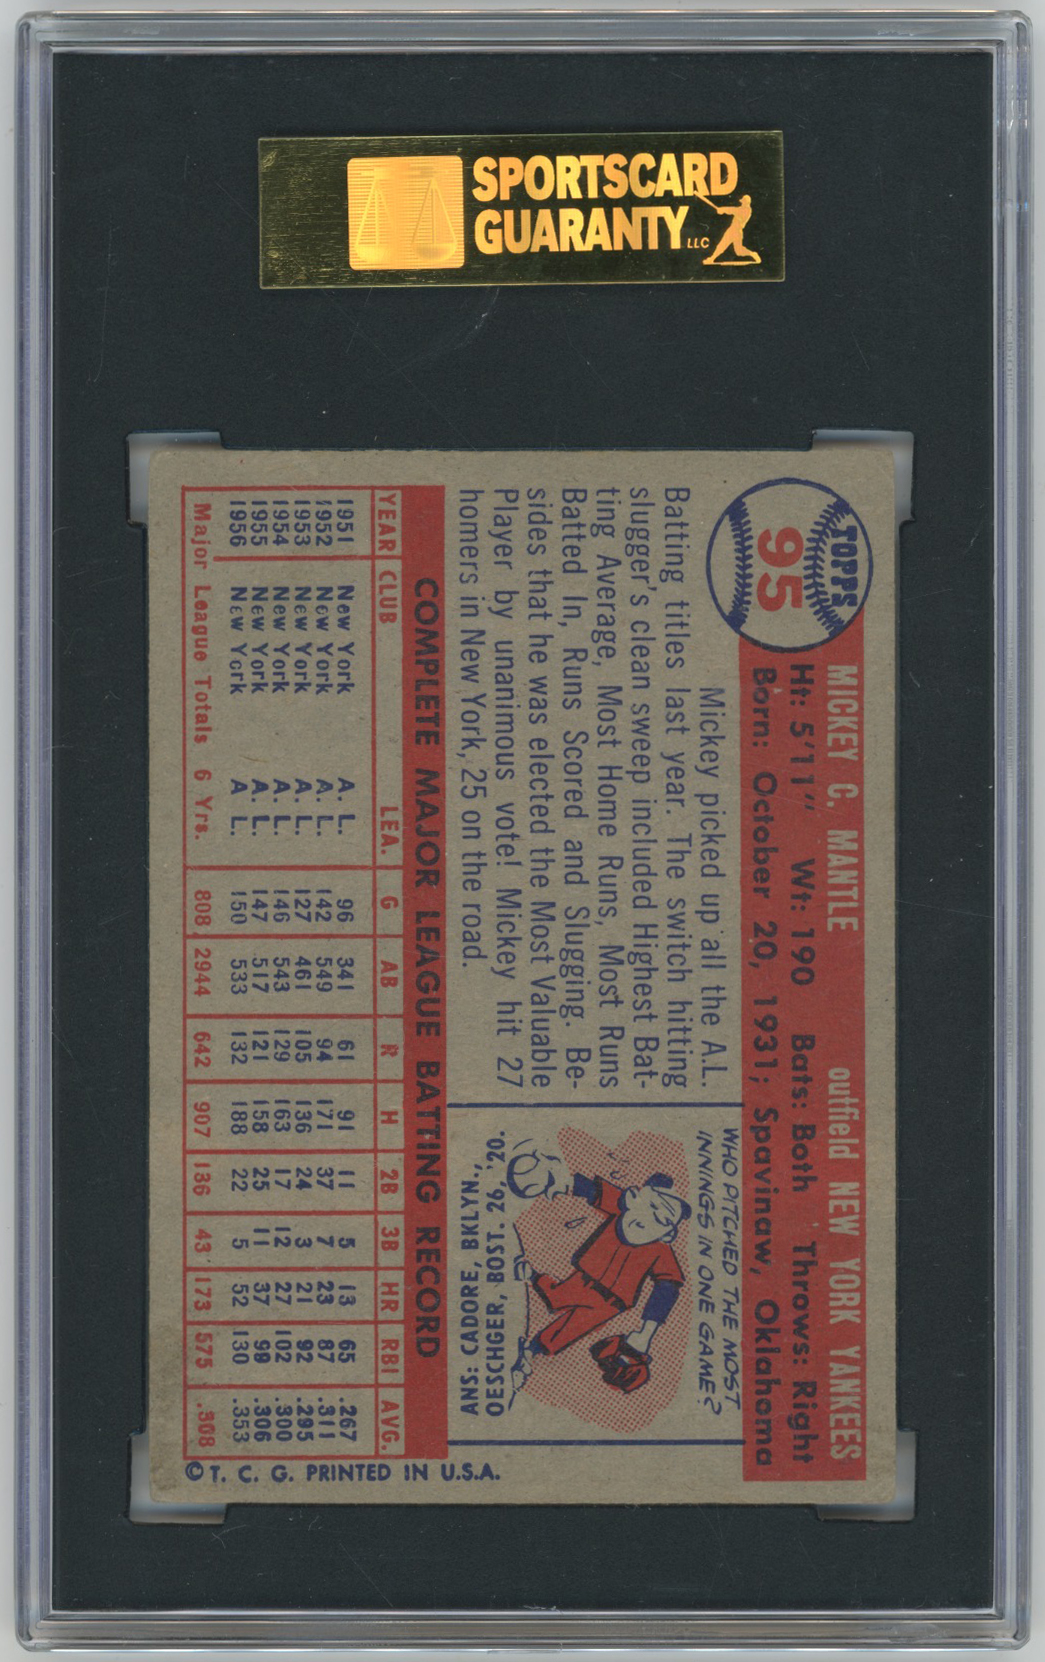 SPORTSCARD
GUARANTY LLC
TOPPS
95
MICKEY C. MANTLE outfield NEW YORK YANKEES
Ht: 5'11" Wt: 190 Bats: Both Throws: Right
Born: October 20, 1931; Spavinaw, Oklahoma
Mickey picked up all the A.L.
Batting titles last year. The switch hitting
slugger's clean sweep included Highest Bat-
ting Average, Most Home Runs, Most Runs
Batted In, Runs Scored and Slugging. Be-
sides that he was elected the Most Valuable
Player by unanimous vote! Mickey hit 27
homers in New York, 25 on the road.
WHO PITCHED THE MOST
INNINGS IN ONE GAME?
ANS: CADORE, BKLYN.,
OESCHGER, BOST. 26, '20.
COMPLETE MAJOR LEAGUE BATTING RECORD
YEAR CLUB LEA. G AB R H 2B 3B HR RBI AVG.
1951 New York A. L. 96 341 61 91 11 5 13 65 .267
1952 New York A. L. 142 549 94 171 37 7 23 87 .311
1953 New York A. L. 127 461 105 136 24 3 21 92 .295
1954 New York A. L. 146 543 129 163 17 12 27 102 .300
1955 New York A. L. 147 517 121 158 25 11 37 99 .306
1956 New York A L. 150 533 132 188 22 5 52 130 .353
Major League Totals 6 Yrs. 808 2944 642 907 136 43 173 575 .308
© T. C. G. PRINTED IN U.S.A.